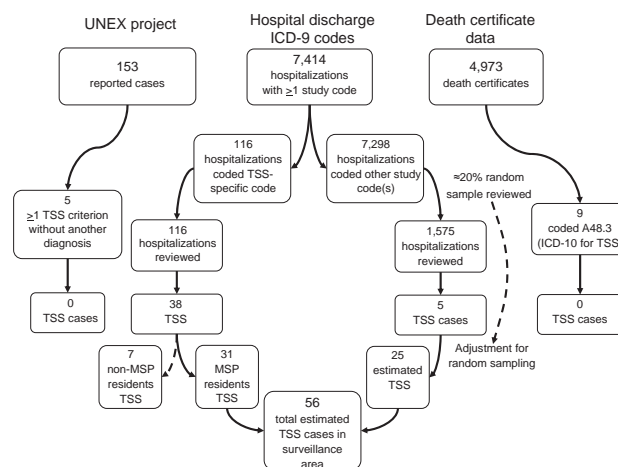 UNEX project
Hospital discharge
ICD-9 codes
Death certificate
data
153
reported cases
7,414
hospitalizations
with ≥1 study code
4,973
death certificates
116
hospitalizations
coded TSS-
specific code
7,298
hospitalizations
coded other study
code(s)
≈20% random
sample reviewed
5
≥1 TSS criterion
without another
diagnosis
116
hospitalizations
reviewed
1,575
hospitalizations
reviewed
9
coded A48.3
(ICD-10 for TSS)
0
TSS cases
38
TSS
5
TSS cases
0
TSS cases
7
non-MSP
residents
TSS
31
MSP
residents
TSS
25
estimated
TSS
Adjustment for
random sampling
56
total estimated
TSS cases in
surveillance
area